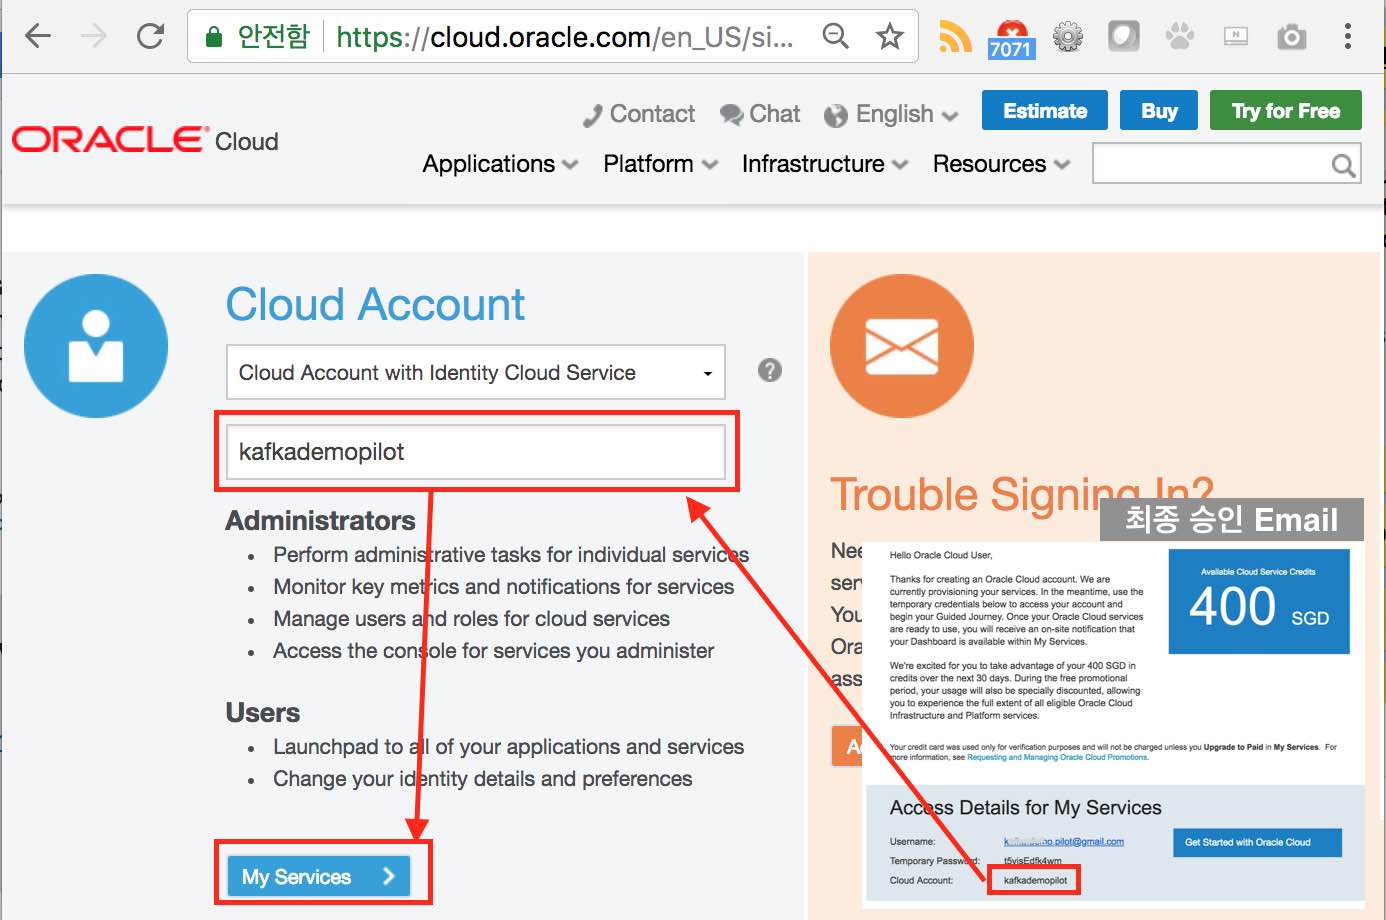 안전함
https://cloud.oracle.com/en_US/si...
7071
Contact
Chat
English
Estimate
Buy
Try for Free
ORACLE Cloud
Applications
Platform
Infrastructure
Resources
Cloud Account
Cloud Account with Identity Cloud Service
?
kafkademopilot
Administrators
• Perform administrative tasks for individual services
• Monitor key metrics and notifications for services
• Manage users and roles for cloud services
• Access the console for services you administer
Users
• Launchpad to all of your applications and services
• Change your identity details and preferences
My Services
Trouble Signing In?
최종 승인 Email
Hello Oracle Cloud User,
Thanks for creating an Oracle Cloud account. We are
currently provisioning your services. In the meantime, use the
temporary credentials below to access your account and
begin your Guided Journey. Once your Oracle Cloud services
are ready to use, you will receive an on-site notification that
your Dashboard is available within My Services.
We're excited for you to take advantage of your 400 SGD in
credits over the next 30 days. During the free promotional
period, your usage will also be specially discounted, allowing
you to experience the full extent of all eligible Oracle Cloud
Infrastructure and Platform services.
Available Cloud Service Credits
400 SGD
Your credit card was used only for verification purposes and will not be charged unless you Upgrade to Paid in My Services. For
more information, see Requesting and Managing Oracle Cloud Promotions.
Access Details for My Services
Username:
Temporary Password: t5yisEdfk4wm
Cloud Account: kafkademopilot
Get Started with Oracle Cloud